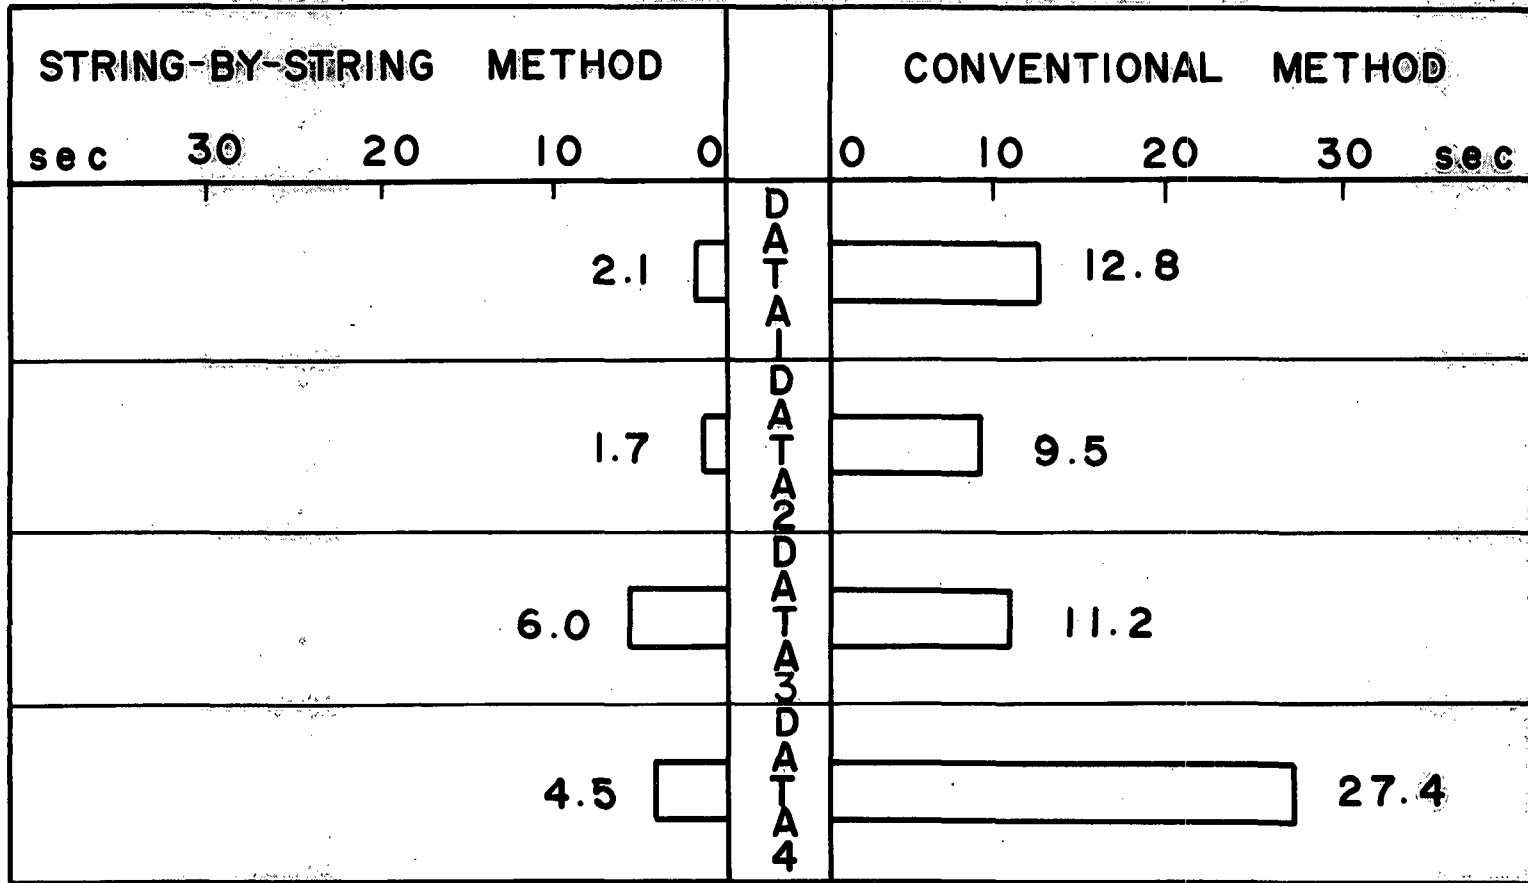 STRING-BY-STRING METHOD CONVENTIONAL METHOD
sec 30 20 10 0 0 10 20 30 sec
DATA1
2.1 12.8
DATA2
1.7 9.5
DATA3
6.0 11.2
DATA4
4.5 27.4